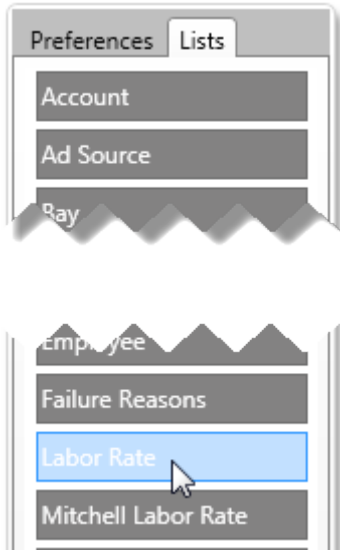 Preferences Lists
Account
Ad Source
Bay
Employee
Failure Reasons
Labor Rate
Mitchell Labor Rate